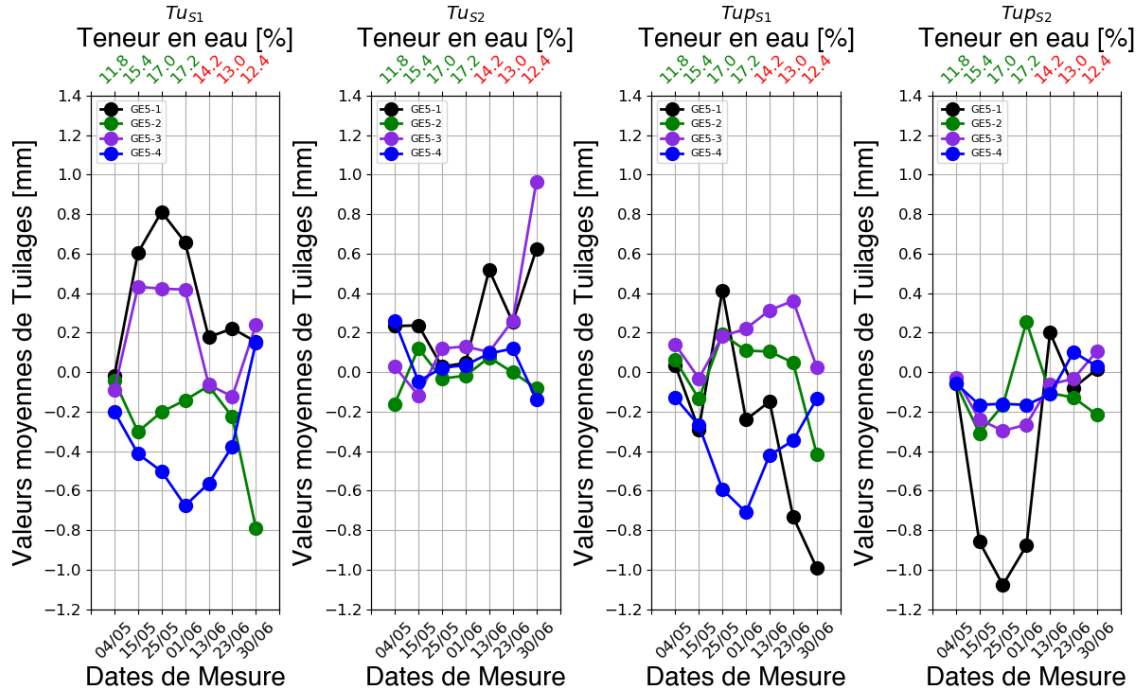 Tu_S1
Teneur en eau [%]
11.8 15.4 17.0 17.2 14.2 13.0 12.4
1.4
1.2
1.0
0.8
0.6
0.4
0.2
0.0
−0.2
−0.4
−0.6
−0.8
−1.0
−1.2
Valeurs moyennes de Tuilages [mm]
GE5-1
GE5-2
GE5-3
GE5-4
04/05 15/05 25/05 01/06 13/06 23/06 30/06
Dates de Mesure
Tu_S2
Teneur en eau [%]
11.8 15.4 17.0 17.2 14.2 13.0 12.4
1.4
1.2
1.0
0.8
0.6
0.4
0.2
0.0
−0.2
−0.4
−0.6
−0.8
−1.0
−1.2
Valeurs moyennes de Tuilages [mm]
GE5-1
GE5-2
GE5-3
GE5-4
04/05 15/05 25/05 01/06 13/06 23/06 30/06
Dates de Mesure
Tup_S1
Teneur en eau [%]
11.8 15.4 17.0 17.2 14.2 13.0 12.4
1.4
1.2
1.0
0.8
0.6
0.4
0.2
0.0
−0.2
−0.4
−0.6
−0.8
−1.0
−1.2
Valeurs moyennes de Tuilages [mm]
GE5-1
GE5-2
GE5-3
GE5-4
04/05 15/05 25/05 01/06 13/06 23/06 30/06
Dates de Mesure
Tup_S2
Teneur en eau [%]
11.8 15.4 17.0 17.2 14.2 13.0 12.4
1.4
1.2
1.0
0.8
0.6
0.4
0.2
0.0
−0.2
−0.4
−0.6
−0.8
−1.0
−1.2
Valeurs moyennes de Tuilages [mm]
GE5-1
GE5-2
GE5-3
GE5-4
04/05 15/05 25/05 01/06 13/06 23/06 30/06
Dates de Mesure